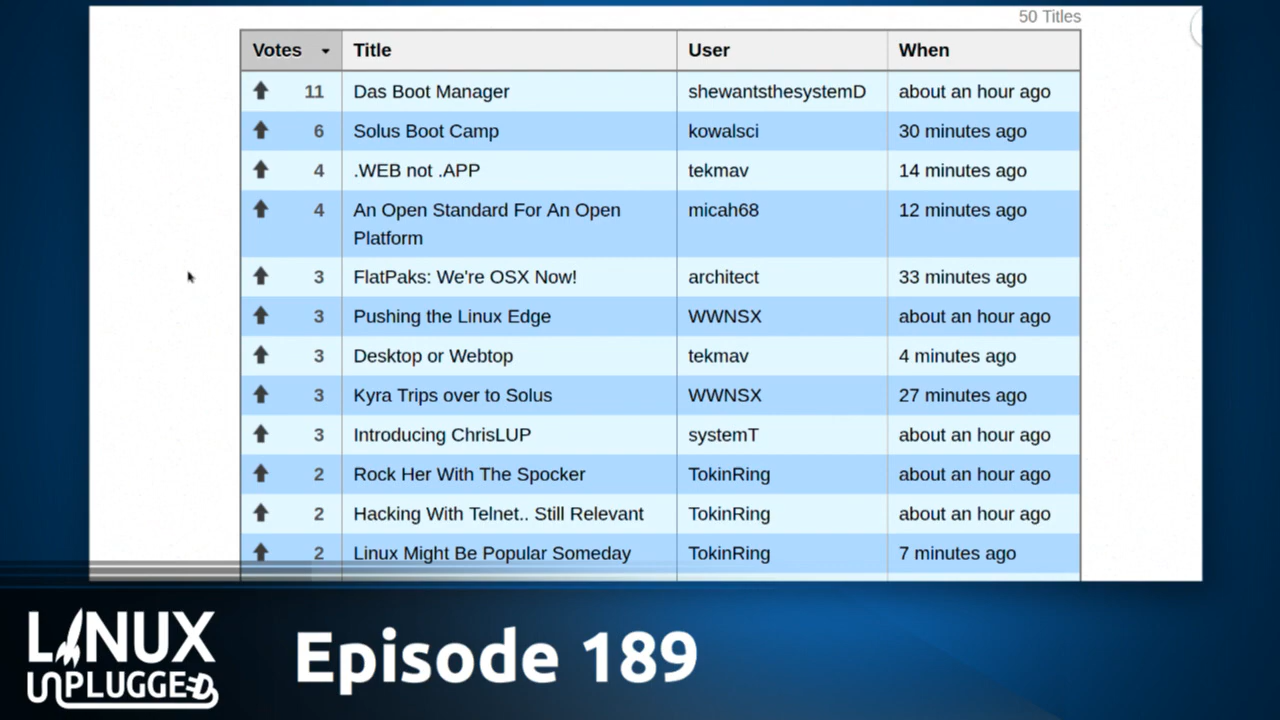 50 Titles
Votes Title User When
11 Das Boot Manager shewantsthesystemD about an hour ago
6 Solus Boot Camp kowalsci 30 minutes ago
4 .WEB not .APP tekmav 14 minutes ago
4 An Open Standard For An Open micah68 12 minutes ago
Platform
3 FlatPaks: We're OSX Now! architect 33 minutes ago
3 Pushing the Linux Edge WWNSX about an hour ago
3 Desktop or Webtop tekmav 4 minutes ago
3 Kyra Trips over to Solus WWNSX 27 minutes ago
3 Introducing ChrisLUP systemT about an hour ago
2 Rock Her With The Spocker TokinRing about an hour ago
2 Hacking With Telnet.. Still Relevant TokinRing about an hour ago
2 Linux Might Be Popular Someday TokinRing 7 minutes ago
LINUX
UNPLUGGED
Episode 189